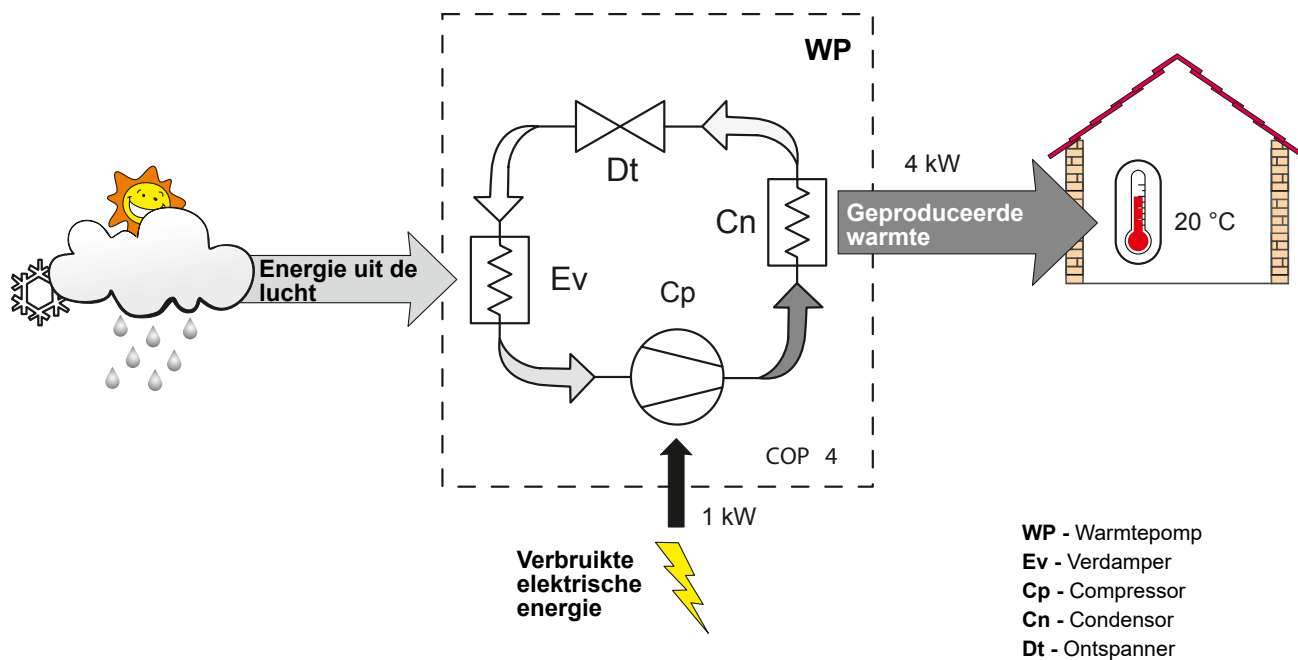 WP
Dt
4 kW
Geproduceerde
warmte
Cn
20 °C
Energie uit de
lucht
Ev
Cp
COP 4
1 kW
Verbruikte
elektrische
energie
WP - Warmtepomp
Ev - Verdamper
Cp - Compressor
Cn - Condensor
Dt - Ontspanner